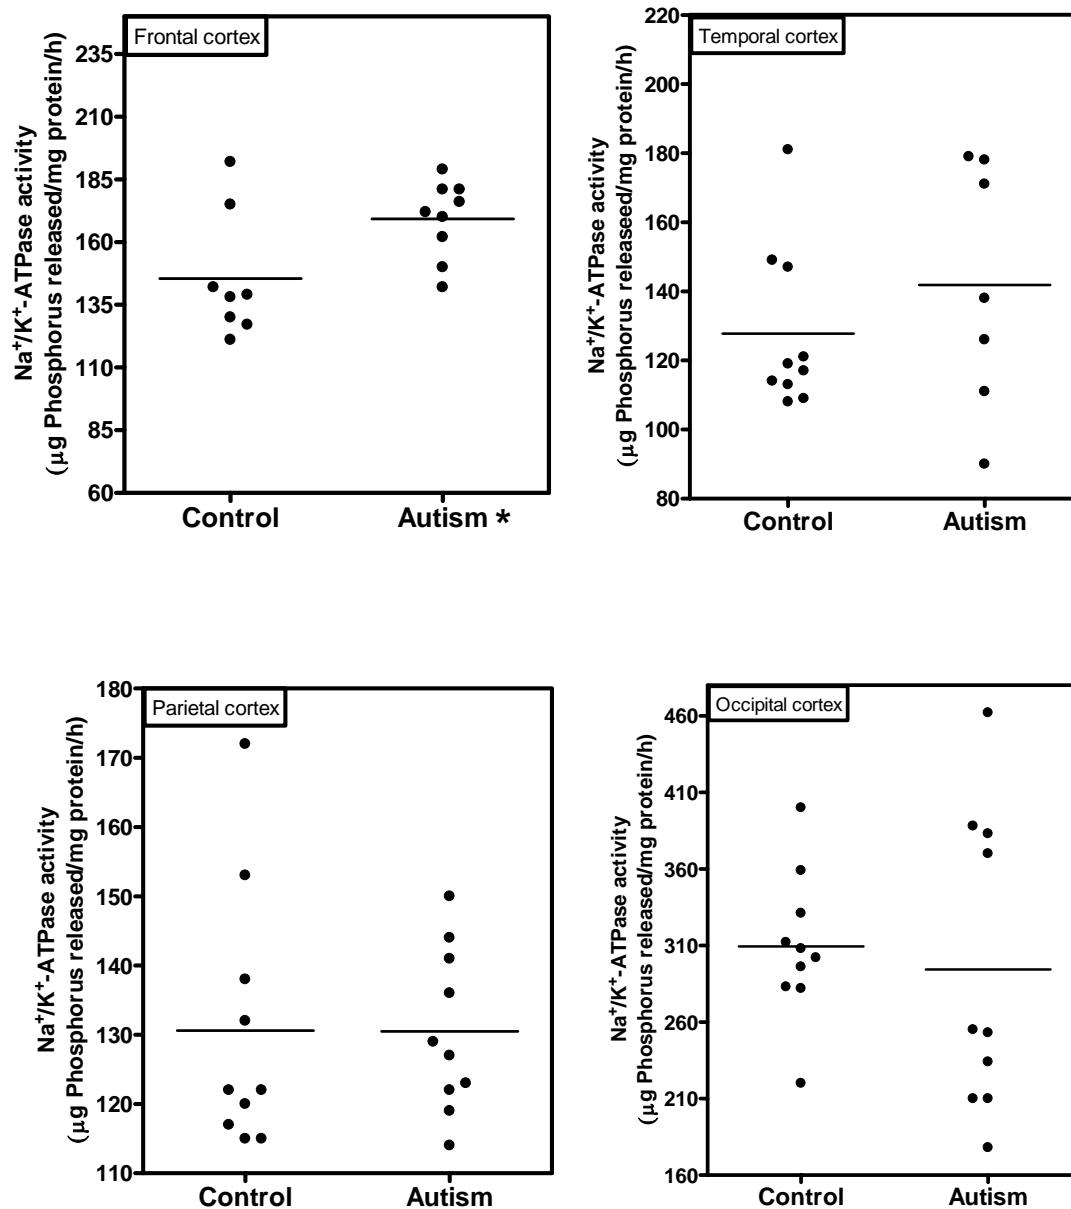 Frontal cortex
Na⁺/K⁺-ATPase activity
(μg Phosphorus released/mg protein/h)
235
210
185
160
135
110
85
60
Control
Autism *
Temporal cortex
Na⁺/K⁺-ATPase activity
(μg Phosphorus releaseed/mg protein/h)
220
200
180
160
140
120
100
80
Control
Autism
Parietal cortex
Na⁺/K⁺-ATPase activity
(μg Phosphorus released/mg protein/h)
180
170
160
150
140
130
120
110
Control
Autism
Occipital cortex
Na⁺/K⁺-ATPase activity
(μg Phosphorus released/mg protein/h)
460
410
360
310
260
210
160
Control
Autism